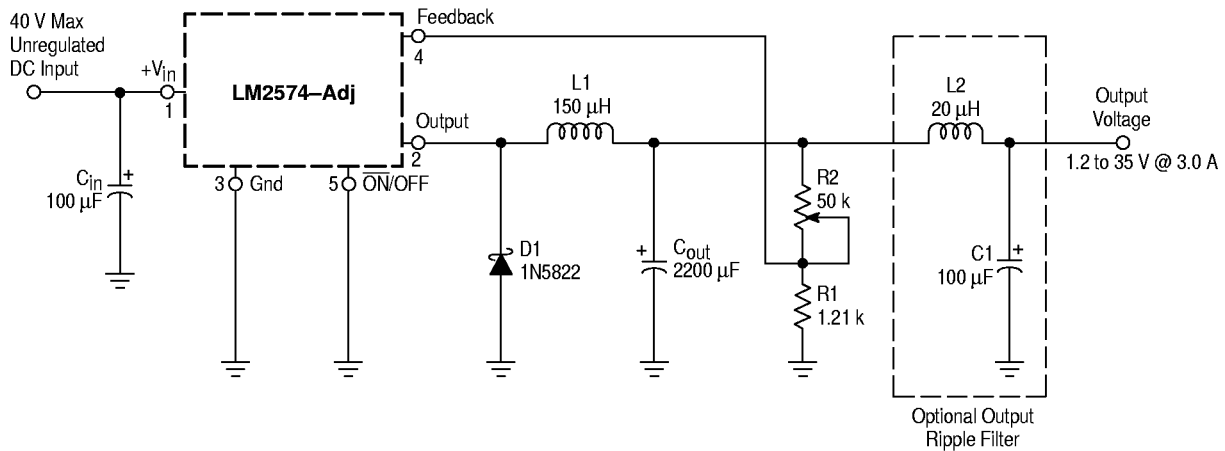 40 V Max
Unregulated
DC Input
+Vin
1
Cin
100 µF
+
LM2574–Adj
Feedback
4
Output
2
3 Gnd
5 ON/OFF
D1
1N5822
L1
150 µH
+
Cout
2200 µF
R2
50 k
R1
1.21 k
L2
20 µH
C1
100 µF
+
Optional Output
Ripple Filter
Output
Voltage
1.2 to 35 V @ 3.0 A